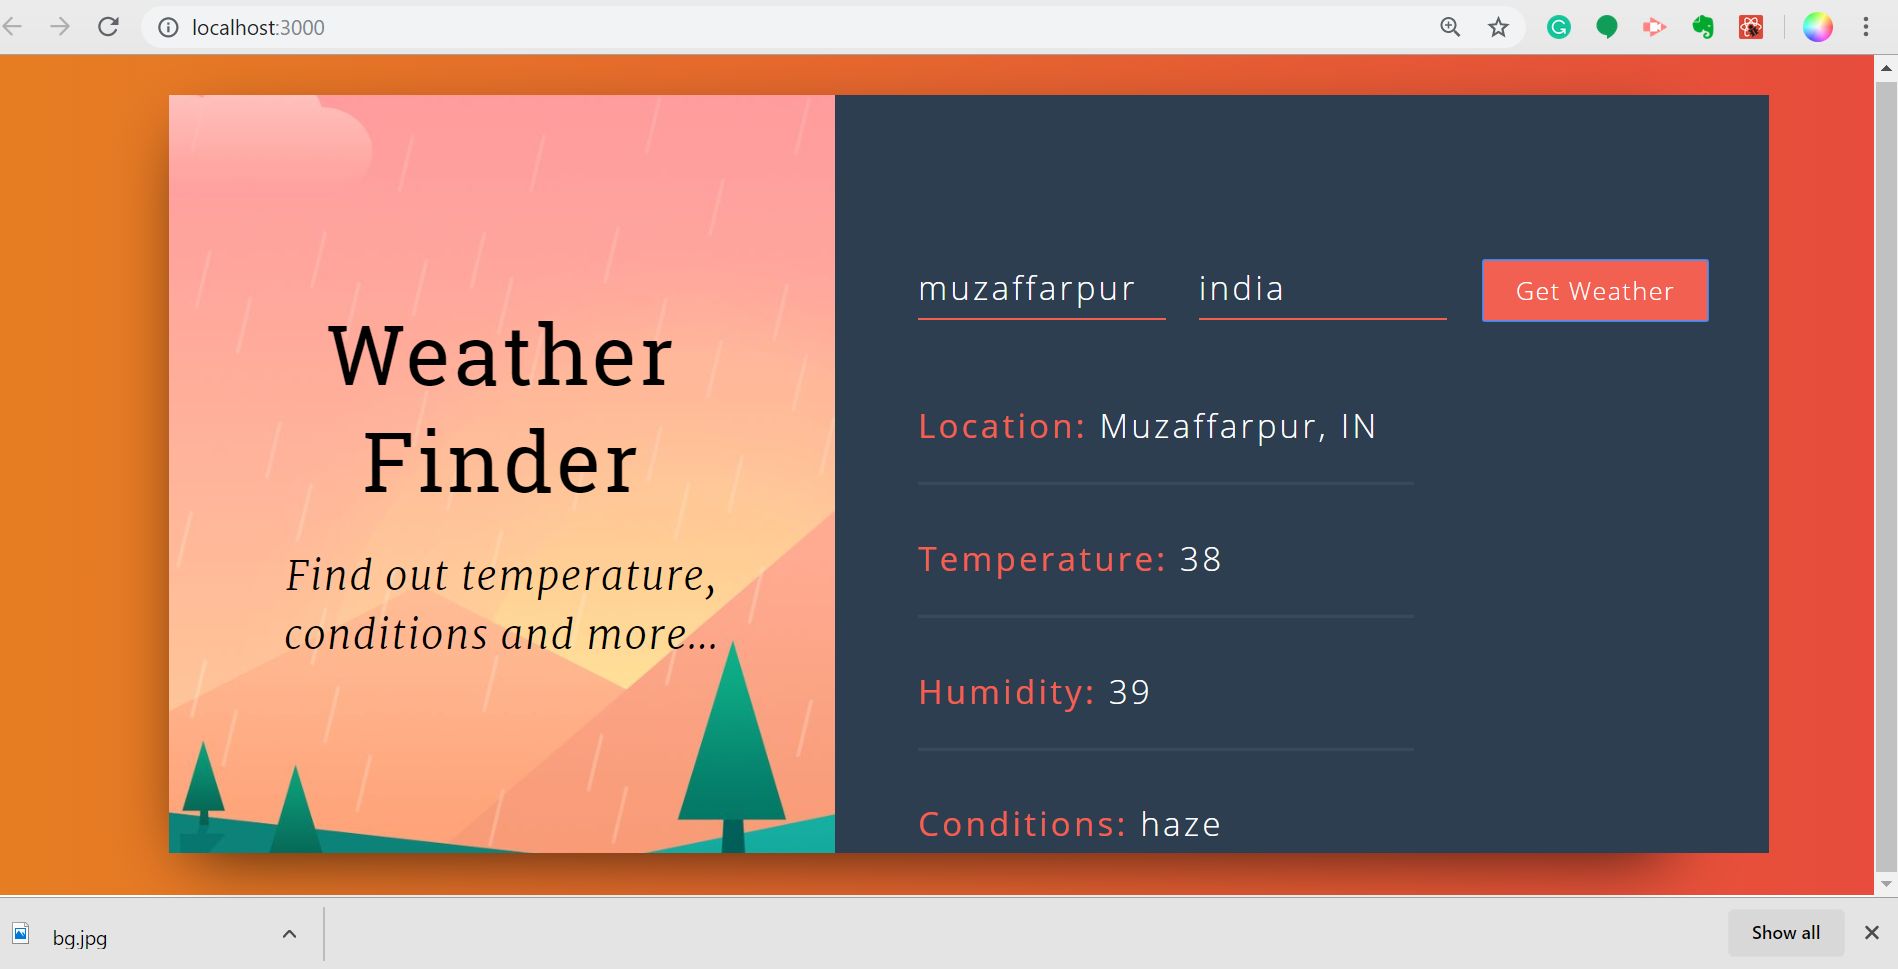 localhost:3000
Weather
Finder
Find out temperature,
conditions and more...
muzaffarpur india Get Weather
Location: Muzaffarpur, IN
Temperature: 38
Humidity: 39
Conditions: haze
bg.jpg Show all